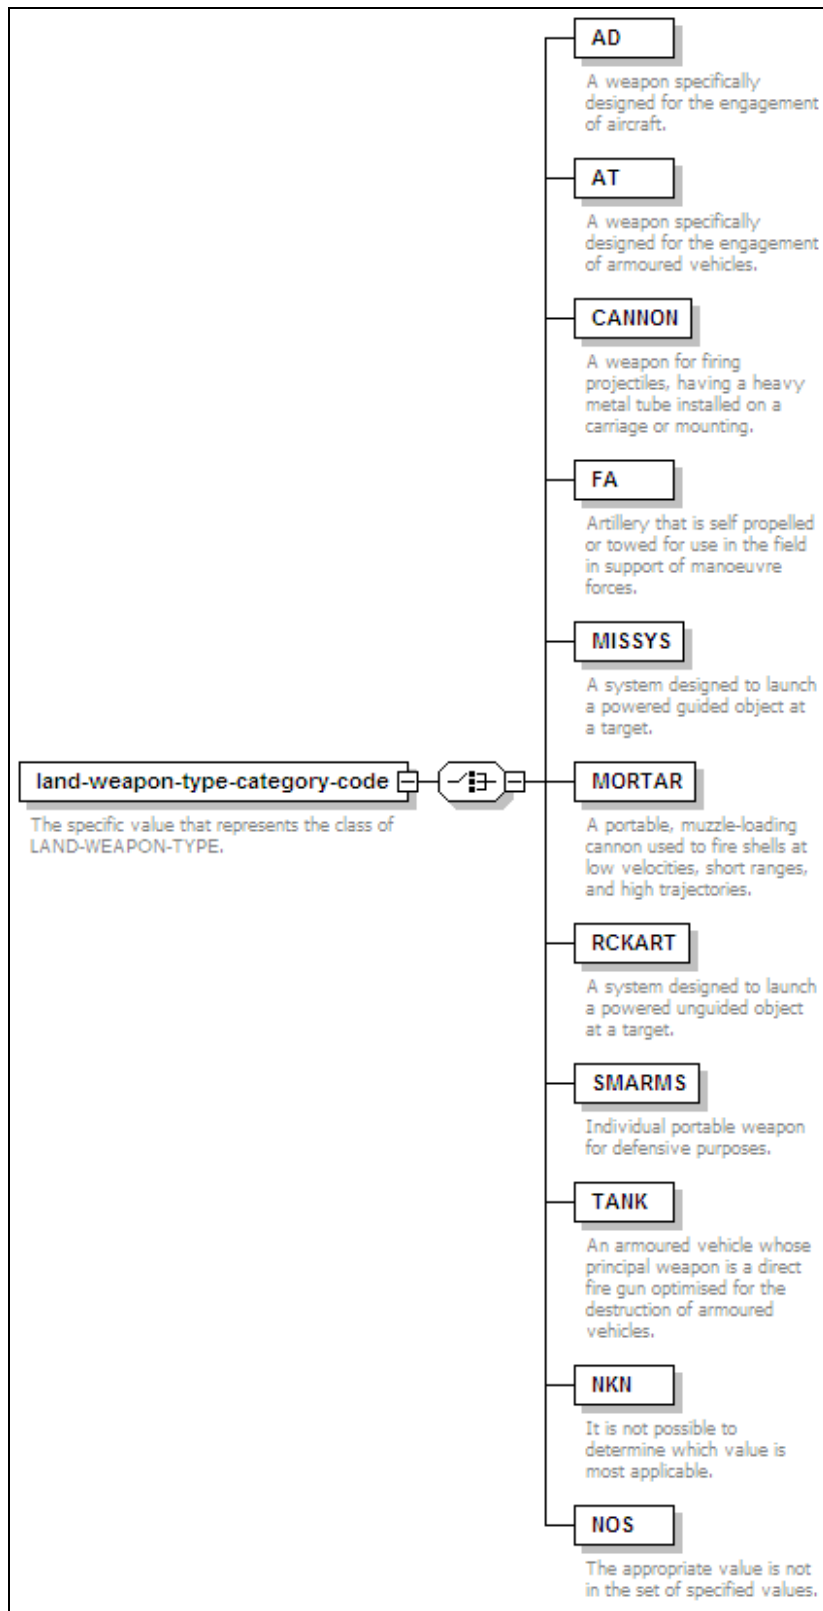 AD
A weapon specifically
designed for the engagement
of aircraft.
AT
A weapon specifically
designed for the engagement
of armoured vehicles.
CANNON
A weapon for firing
projectiles, having a heavy
metal tube installed on a
carriage or mounting.
FA
Artillery that is self propelled
or towed for use in the field
in support of manoeuvre
forces.
MISSYS
A system designed to launch
a powered guided object at
a target.
land-weapon-type-category-code
The specific value that represents the class of
LAND-WEAPON-TYPE.
MORTAR
A portable, muzzle-loading
cannon used to fire shells at
low velocities, short ranges,
and high trajectories.
RCKART
A system designed to launch
a powered unguided object
at a target.
SMARMS
Individual portable weapon
for defensive purposes.
TANK
An armoured vehicle whose
principal weapon is a direct
fire gun optimised for the
destruction of armoured
vehicles.
NKN
It is not possible to
determine which value is
most applicable.
NOS
The appropriate value is not
in the set of specified values.